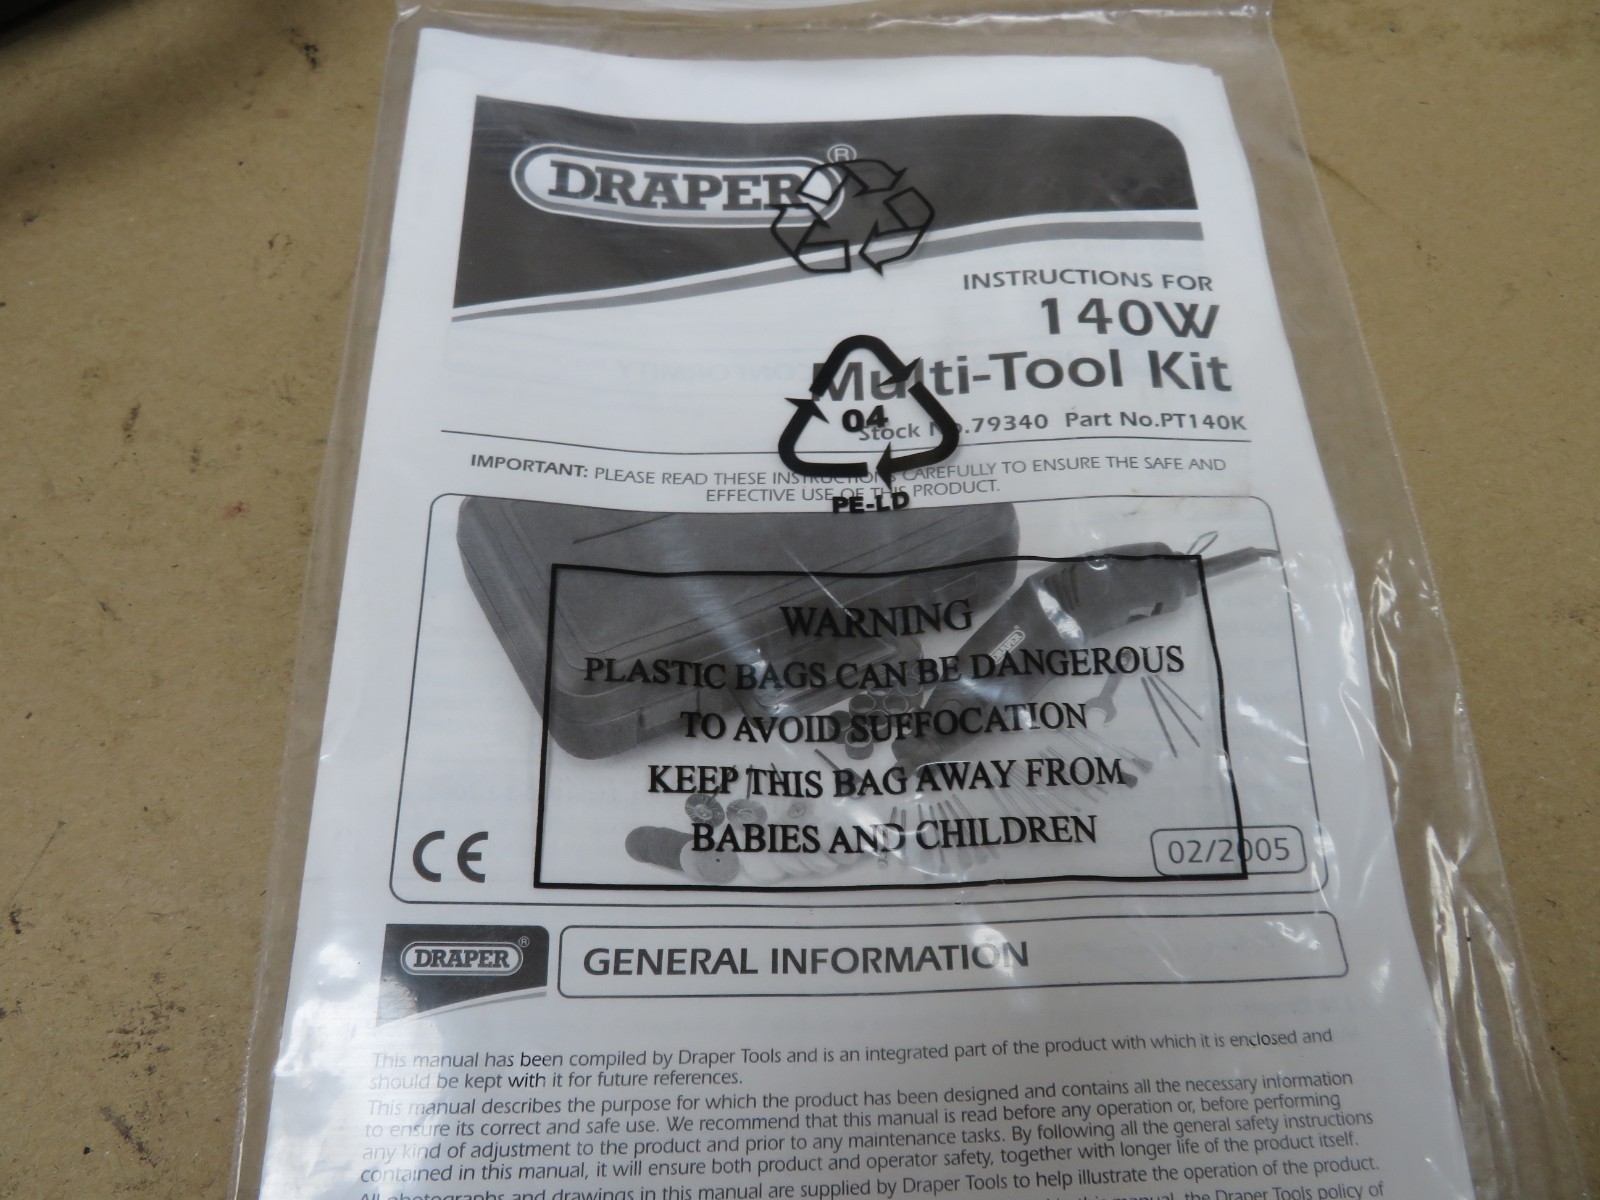 DRAPER®
INSTRUCTIONS FOR
140W
Multi-Tool Kit
04
Stock No.79340 Part No.PT140K
IMPORTANT: PLEASE READ THESE INSTRUCTIONS CAREFULLY TO ENSURE THE SAFE AND
EFFECTIVE USE OF THIS PRODUCT.
PE-LD
DRAPER
WARNING
PLASTIC BAGS CAN BE DANGEROUS
TO AVOID SUFFOCATION
KEEP THIS BAG AWAY FROM
BABIES AND CHILDREN
CE
02/2005
DRAPER®
GENERAL INFORMATION
This manual has been compiled by Draper Tools and is an integrated part of the product with which it is enclosed and
should be kept with it for future references.
This manual describes the purpose for which the product has been designed and contains all the necessary information
to ensure its correct and safe use. We recommend that this manual is read before any operation or, before performing
any kind of adjustment to the product and prior to any maintenance tasks. By following all the general safety instructions
contained in this manual, it will ensure both product and operator safety, together with longer life of the product itself.
All photographs and drawings in this manual are supplied by Draper Tools to help illustrate the operation of the product.
this manual, the Draper Tools policy of